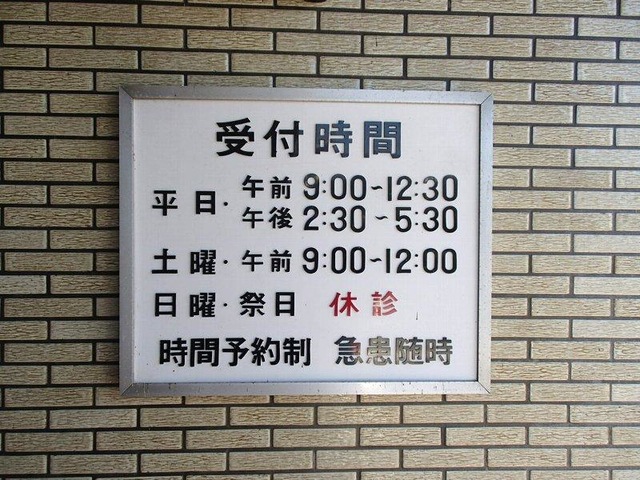 受付時間
平日・午前 9:00~12:30
午後 2:30~5:30
土曜・午前 9:00~12:00
日曜・祭日 休診
時間予約制 急患随時